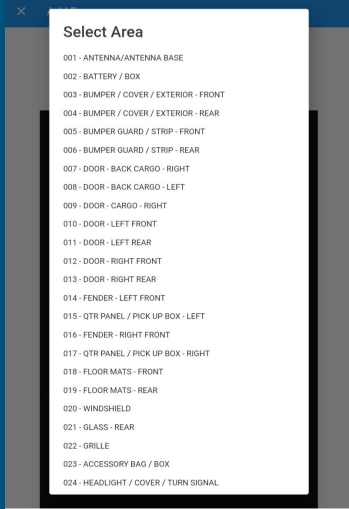 Select Area
001 - ANTENNA/ANTENNA BASE
002 - BATTERY / BOX
003 - BUMPER / COVER / EXTERIOR - FRONT
004 - BUMPER / COVER / EXTERIOR - REAR
005 - BUMPER GUARD / STRIP - FRONT
006 - BUMPER GUARD / STRIP - REAR
007 - DOOR - BACK CARGO - RIGHT
008 - DOOR - BACK CARGO - LEFT
009 - DOOR - CARGO - RIGHT
010 - DOOR - LEFT FRONT
011 - DOOR - LEFT REAR
012 - DOOR - RIGHT FRONT
013 - DOOR - RIGHT REAR
014 - FENDER - LEFT FRONT
015 - QTR PANEL / PICK UP BOX - LEFT
016 - FENDER - RIGHT FRONT
017 - QTR PANEL / PICK UP BOX - RIGHT
018 - FLOOR MATS - FRONT
019 - FLOOR MATS - REAR
020 - WINDSHIELD
021 - GLASS - REAR
022 - GRILLE
023 - ACCESSORY BAG / BOX
024 - HEADLIGHT / COVER / TURN SIGNAL